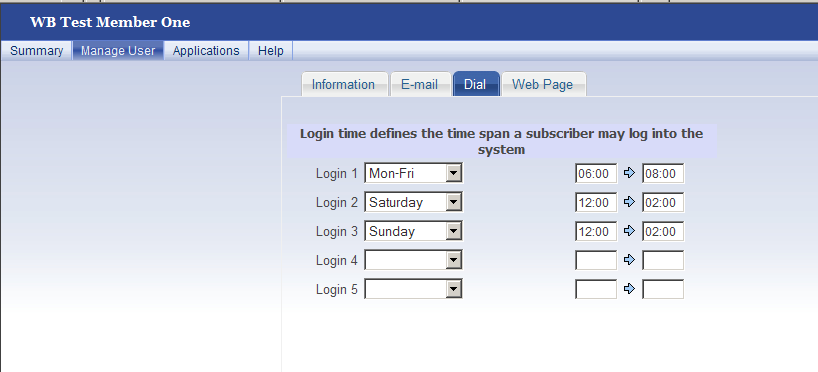 WB Test Member One
Summary Manage User Applications Help
Information E-mail Dial Web Page
Login time defines the time span a subscriber may log into the
system
Login 1 Mon-Fri 06:00 08:00
Login 2 Saturday 12:00 02:00
Login 3 Sunday 12:00 02:00
Login 4
Login 5